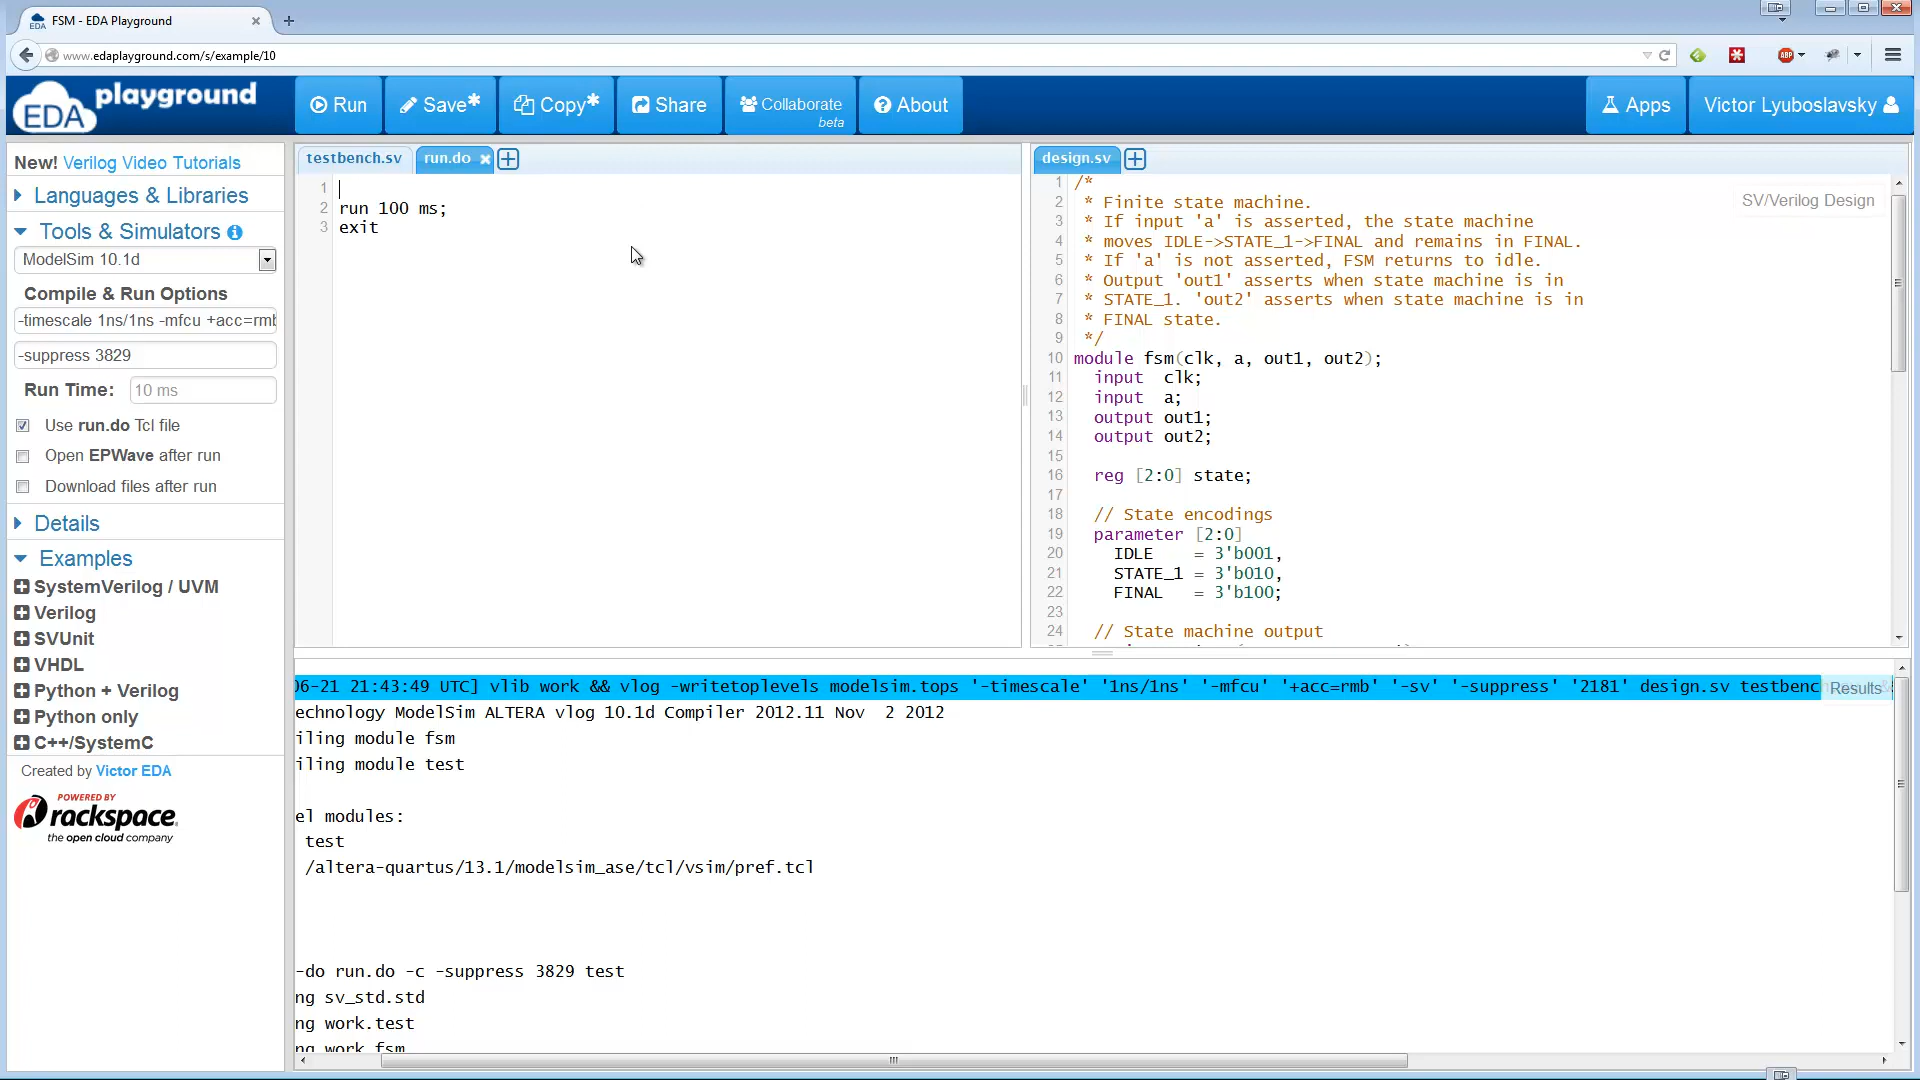 FSM - EDA Playground
www.edaplayground.com/s/example/10
ABP
EDA playground
Run
Save*
Copy*
Share
Collaborate
beta
About
Apps
Victor Lyuboslavsky
New! Verilog Video Tutorials
Languages & Libraries
Tools & Simulators
ModelSim 10.1d
Compile & Run Options
-timescale 1ns/1ns -mfcu +acc=rmb
-suppress 3829
Run Time: 10 ms
Use run.do Tcl file
Open EPWave after run
Download files after run
Details
Examples
SystemVerilog / UVM
Verilog
SVUnit
VHDL
Python + Verilog
Python only
C++/SystemC
Created by Victor EDA
POWERED BY
rackspace.
the open cloud company
testbench.sv
run.do
1
2 run 100 ms;
3 exit
design.sv
SV/Verilog Design
1 /*
2 * Finite state machine.
3 * If input 'a' is asserted, the state machine
4 * moves IDLE->STATE_1->FINAL and remains in FINAL.
5 * If 'a' is not asserted, FSM returns to idle.
6 * Output 'out1' asserts when state machine is in
7 * STATE_1. 'out2' asserts when state machine is in
8 * FINAL state.
9 */
10 module fsm(clk, a, out1, out2);
11 input clk;
12 input a;
13 output out1;
14 output out2;
15
16 reg [2:0] state;
17
18 // State encodings
19 parameter [2:0]
20 IDLE = 3'b001,
21 STATE_1 = 3'b010,
22 FINAL = 3'b100;
23
24 // State machine output
06-21 21:43:49 UTC] vlib work && vlog -writetoplevels modelsim.tops '-timescale' '1ns/1ns' '-mfcu' '+acc=rmb' '-sv' '-suppress' '2181' design.sv testbenc
Results
echnology ModelSim ALTERA vlog 10.1d Compiler 2012.11 Nov 2 2012
iling module fsm
iling module test
el modules:
test
/altera-quartus/13.1/modelsim_ase/tcl/vsim/pref.tcl
-do run.do -c -suppress 3829 test
ng sv_std.std
ng work.test
ng work.fsm